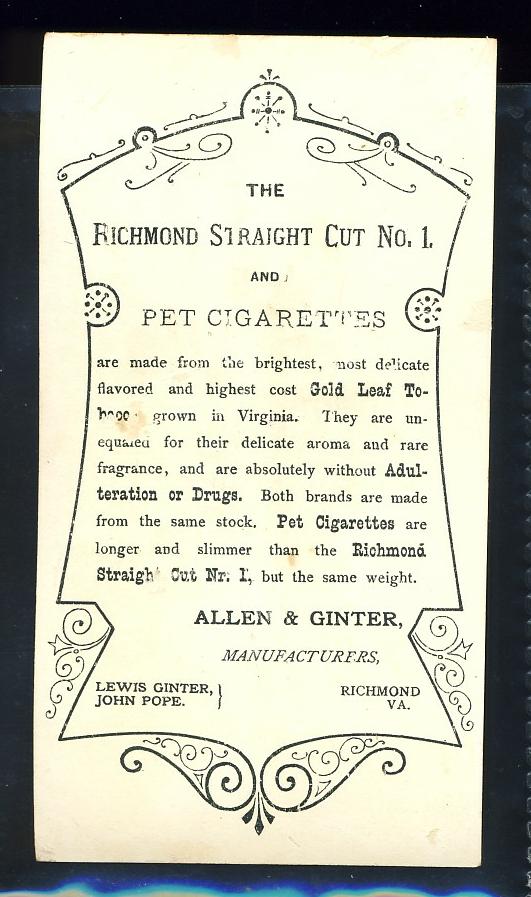 THE
RICHMOND STRAIGHT CUT No. 1.
AND
PET CIGARETTES
are made from the brightest, most delicate
flavored and highest cost Gold Leaf To-
bacco grown in Virginia. They are un-
equaled for their delicate aroma and rare
fragrance, and are absolutely without Adul-
teration or Drugs. Both brands are made
from the same stock. Pet Cigarettes are
longer and slimmer than the Richmond
Straight Cut Nr. 1, but the same weight.
ALLEN & GINTER,
MANUFACTURERS,
LEWIS GINTER,
JOHN POPE.
RICHMOND
VA.